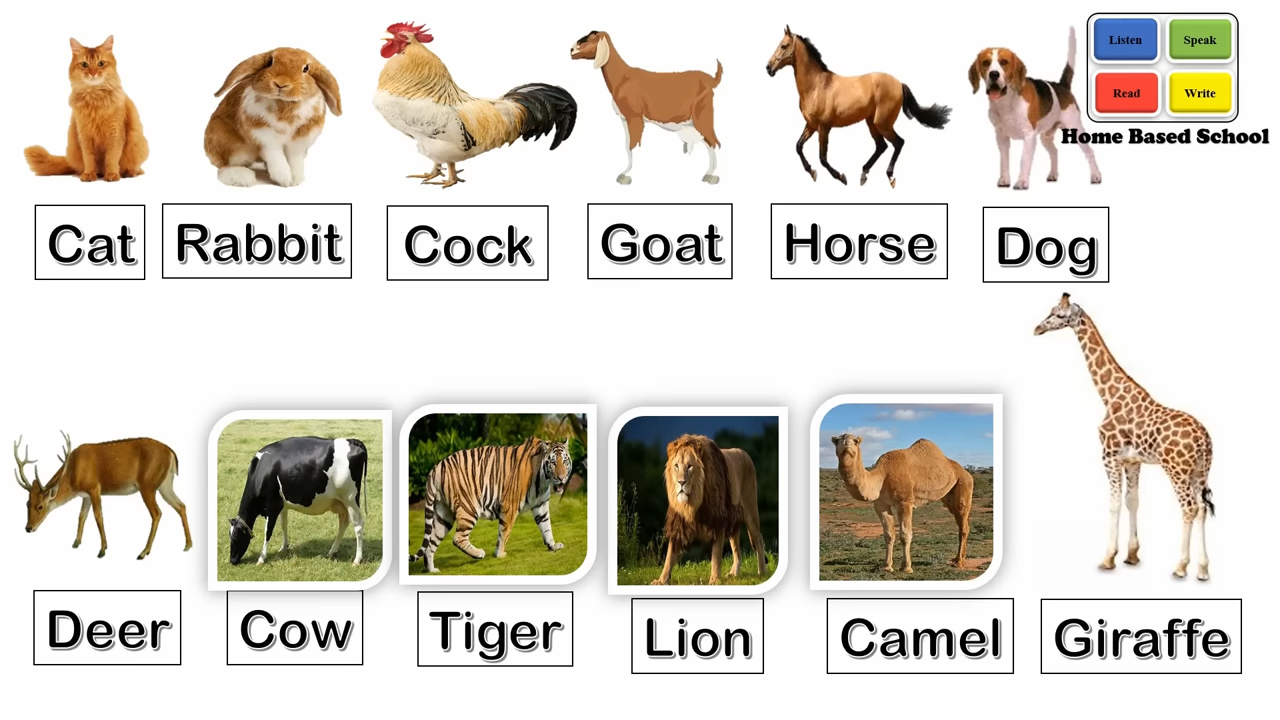 Listen
Speak
Read
Write
Home Based School
Cat
Rabbit
Cock
Goat
Horse
Dog
Deer
Cow
Tiger
Lion
Camel
Giraffe